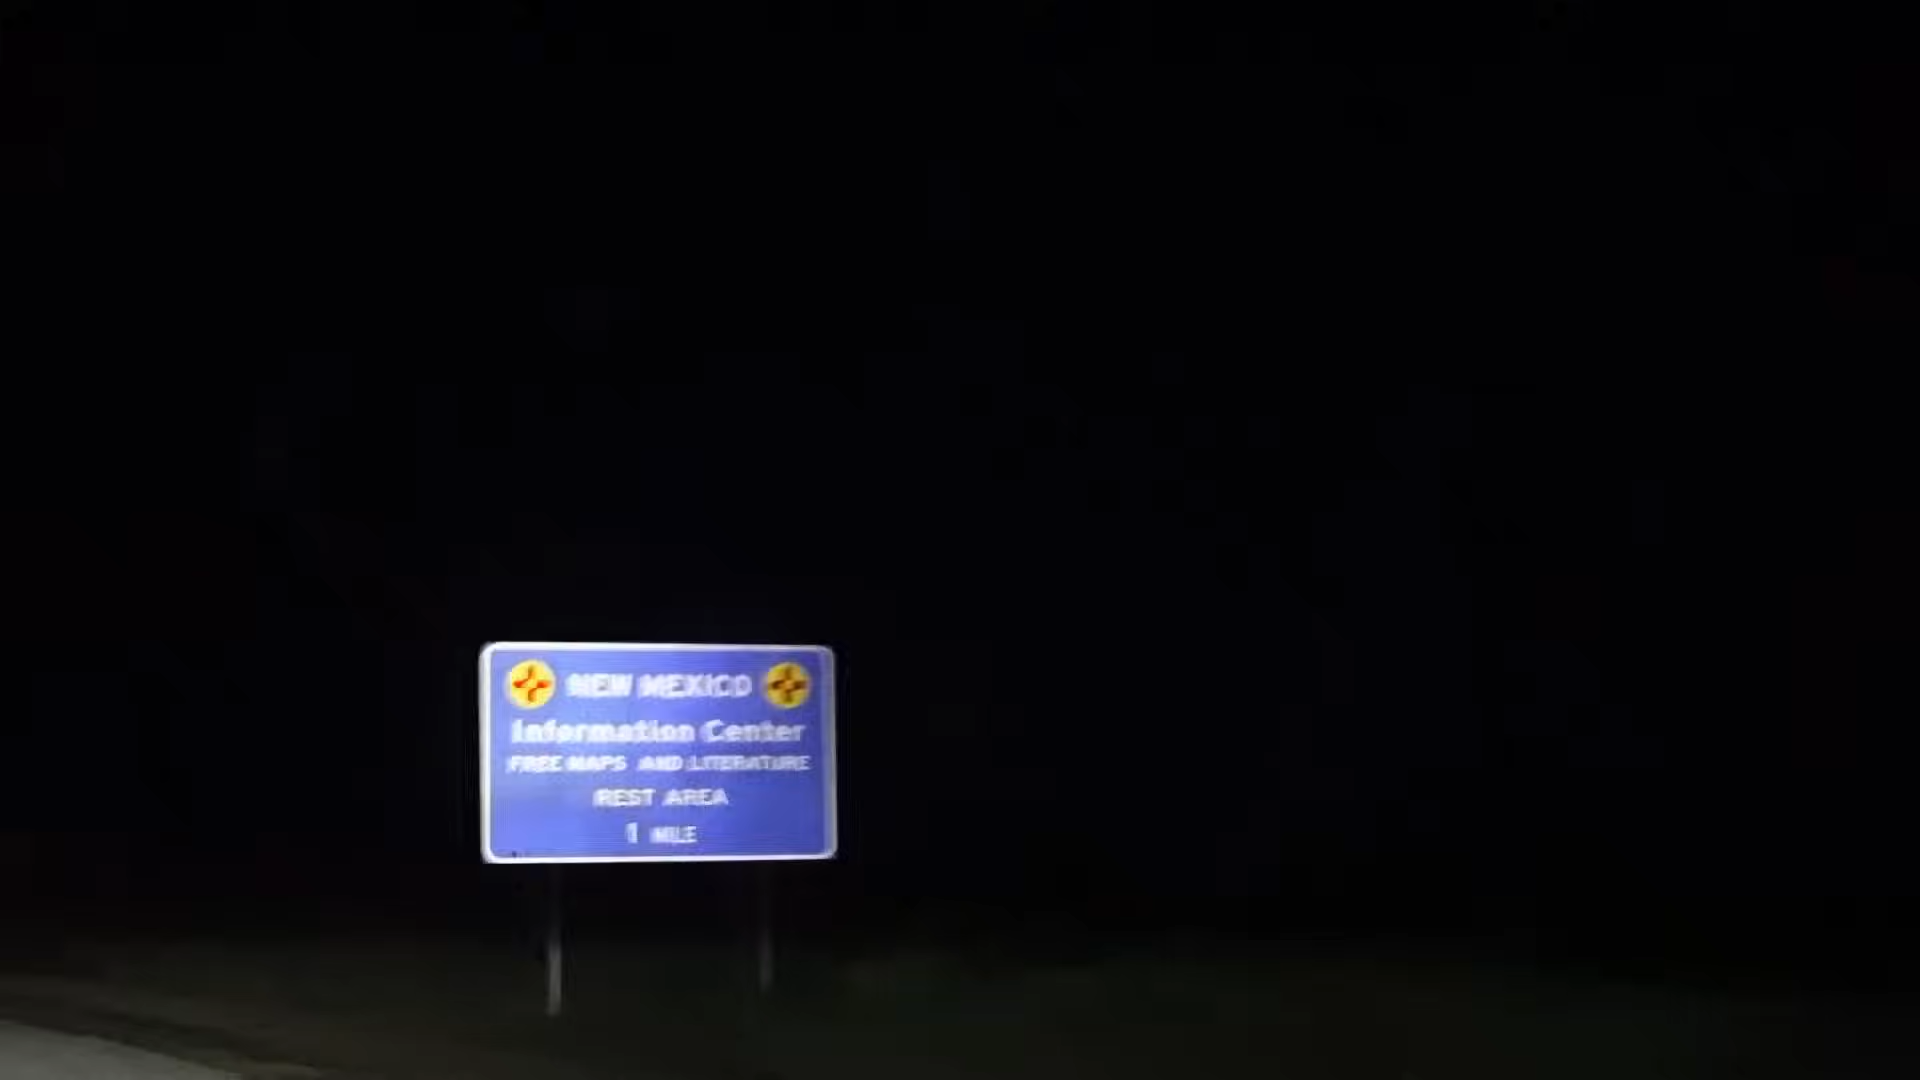 NEW MEXICO
Information Center
FREE MAPS AND LITERATURE
REST AREA
1 MILE